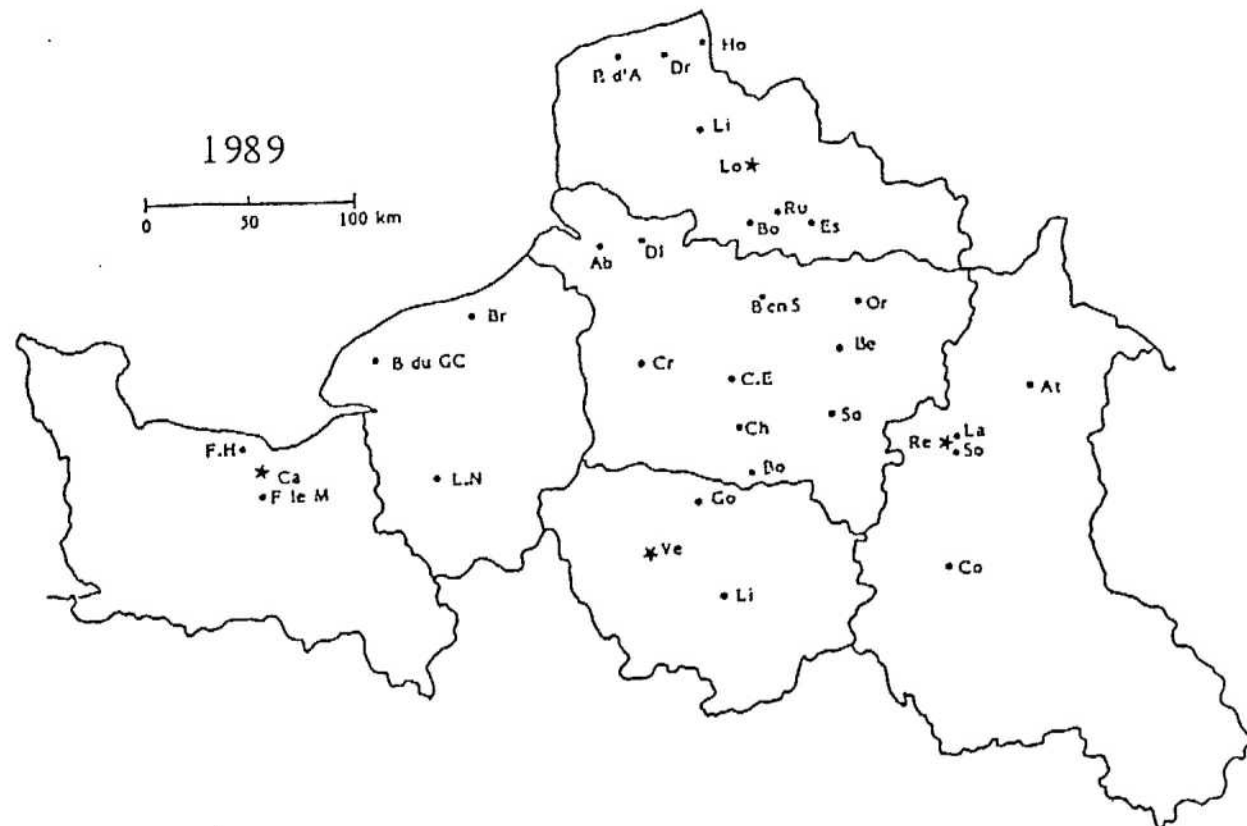 Ho
P. d'A
Dr
1989
Li
Lo
0 50 100 km
Ru
Bo
Es
Ab
Di
B en S
Or
Br
Be
B du GC
Cr
C.E
At
So
Ch
La
F.H
Re
So
Ca
Bo
L.N
F le M
Go
Ve
Co
Li